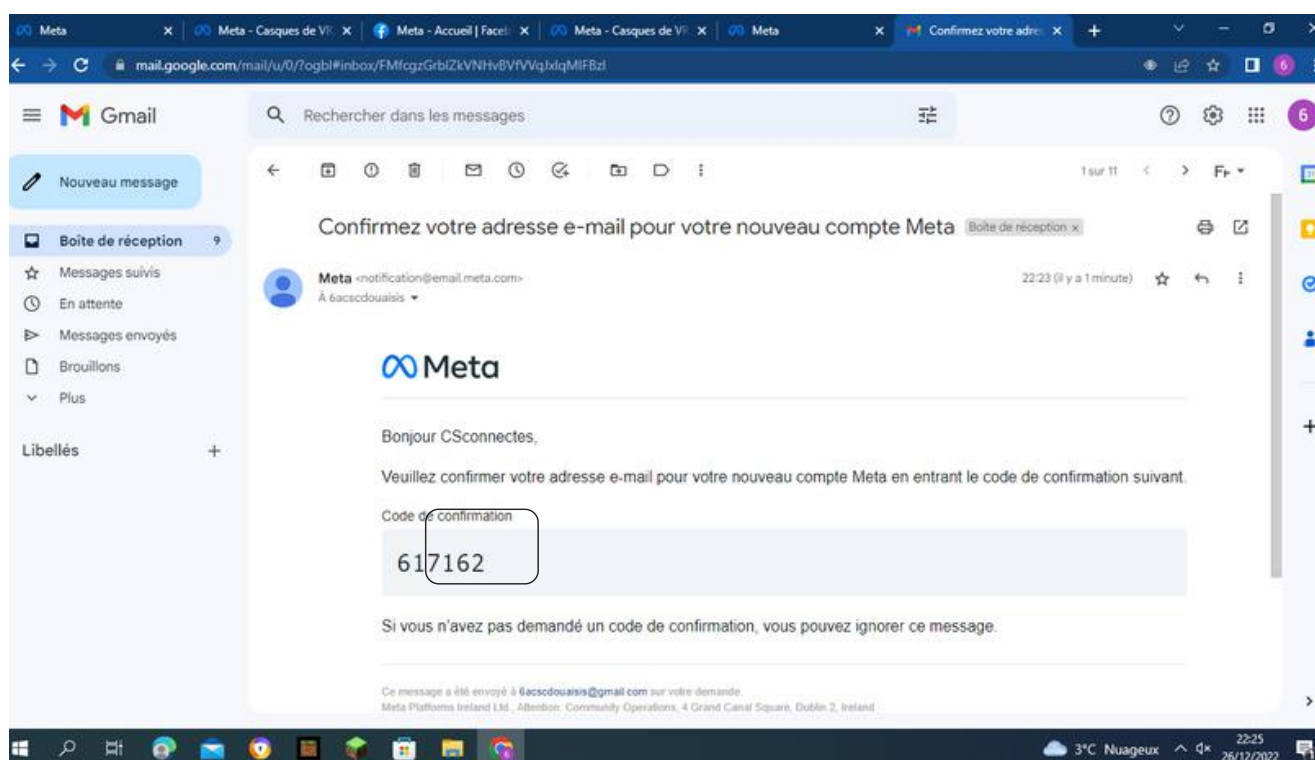 Meta
Meta - Casques de VR
Meta - Accueil | Faceb
Meta - Casques de VR
Meta
Confirmez votre adres
mail.google.com/mail/u/0/?ogbl#inbox/
6
Gmail
Rechercher dans les messages
6
Nouveau message
1 sur 11
Confirmez votre adresse e-mail pour votre nouveau compte Meta
Boîte de réception x
Boîte de réception 9
Messages suivis
En attente
Messages envoyés
Brouillons
Plus
Libellés +
Meta <notification@email.meta.com>
22:23 (il y a 1 minute)
À 6acscdouaisis
Meta
Bonjour CSconnectes,
Veuillez confirmer votre adresse e-mail pour votre nouveau compte Meta en entrant le code de confirmation suivant.
Code de confirmation
617162
Si vous n'avez pas demandé un code de confirmation, vous pouvez ignorer ce message.
Ce message a été envoyé à 6acscdouaisis@gmail.com sur votre demande.
Meta Platforms Ireland Ltd., Attention: Community Operations, 4 Grand Canal Square, Dublin 2, Ireland
3°C Nuageux
22:25
26/12/2022